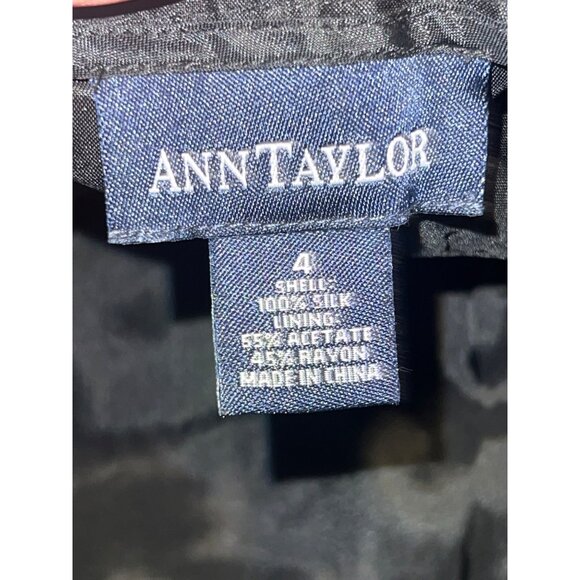 ANNTAYLOR
4
SHELL:
100% SILK
LINING:
55% ACETATE
45% RAYON
MADE IN CHINA